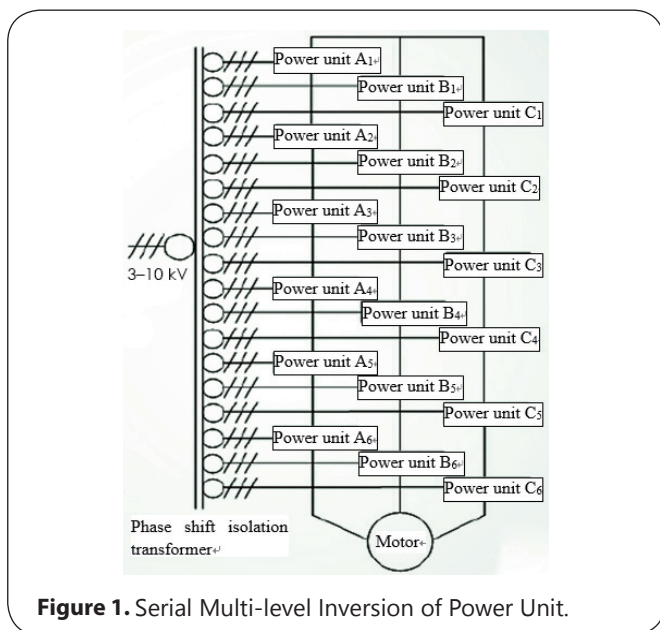 Power unit A1
Power unit B1
Power unit C1
Power unit A2
Power unit B2
Power unit C2
Power unit A3
Power unit B3
3–10 kV
Power unit C3
Power unit A4
Power unit B4
Power unit C4
Power unit A5
Power unit B5
Power unit C5
Power unit A6
Power unit B6
Power unit C6
Phase shift isolation
transformer
Motor
Figure 1. Serial Multi-level Inversion of Power Unit.